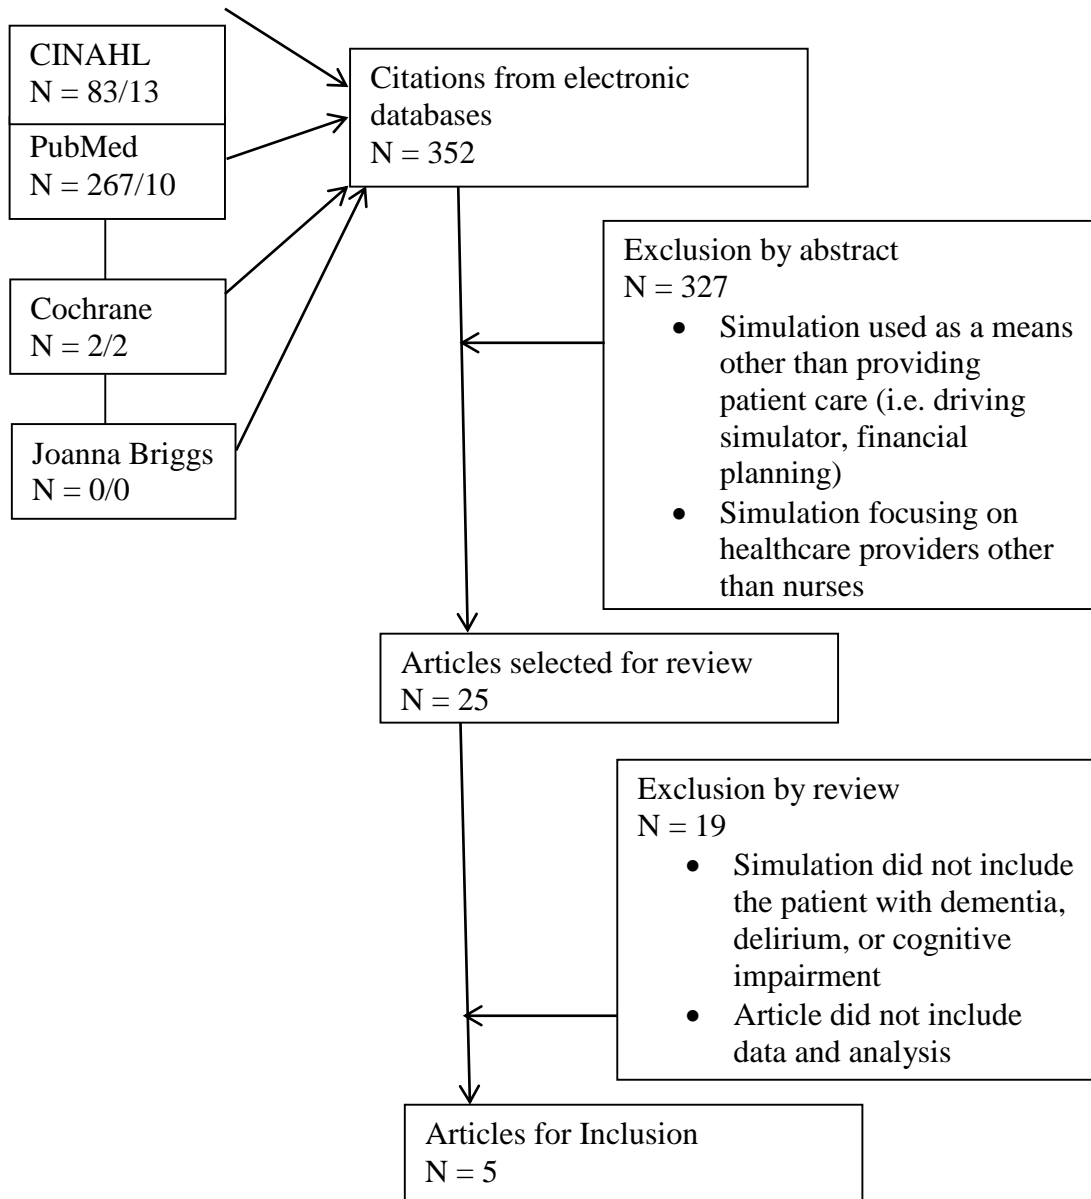 CINAHL
N = 83/13
PubMed
N = 267/10
Cochrane
N = 2/2
Joanna Briggs
N = 0/0
Citations from electronic
databases
N = 352
Exclusion by abstract
N = 327
• Simulation used as a means
other than providing
patient care (i.e. driving
simulator, financial
planning)
• Simulation focusing on
healthcare providers other
than nurses
Articles selected for review
N = 25
Exclusion by review
N = 19
• Simulation did not include
the patient with dementia,
delirium, or cognitive
impairment
• Article did not include
data and analysis
Articles for Inclusion
N = 5